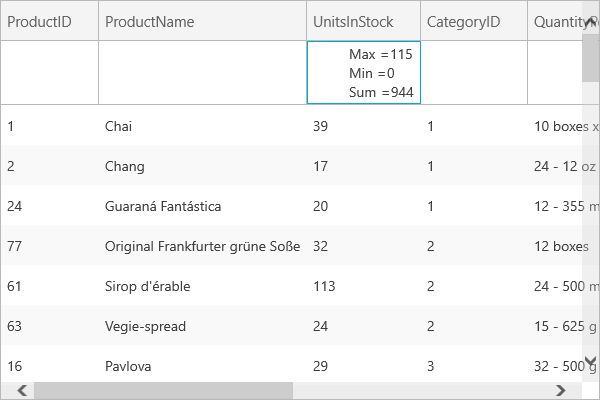 ProductID ProductName UnitsInStock CategoryID Quantity
Max =115
Min =0
Sum =944
1 Chai 39 1 10 boxes x
2 Chang 17 1 24 - 12 oz
24 Guaraná Fantástica 20 1 12 - 355 m
77 Original Frankfurter grüne Soße 32 2 12 boxes
61 Sirop d'érable 113 2 24 - 500 m
63 Vegie-spread 24 2 15 - 625 g
16 Pavlova 29 3 32 - 500 g